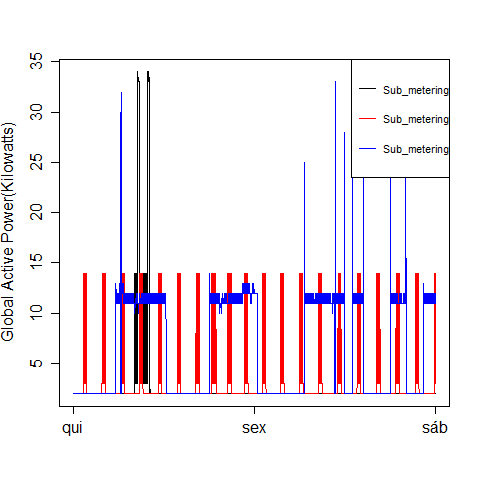 Global Active Power(Kilowatts)
35
30
25
20
15
10
5
Sub_metering
Sub_metering
Sub_metering
qui
sex
sáb